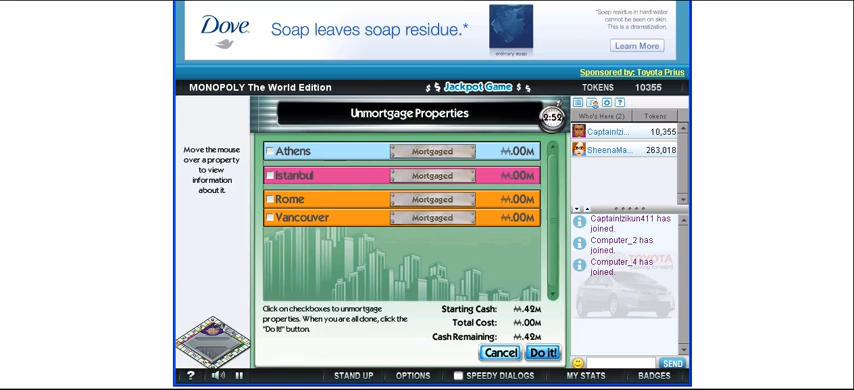 Dove
Soap leaves soap residue.*
*Soap residue in hard water
cannot be seen on skin.
This is a dramatization.
ordinary soap
Learn More
Sponsored by: Toyota Prius
MONOPOLY The World Edition
Jackpot Game
TOKENS 10355
Unmortgage Properties
2:52
Who's Here (2) Tokens
CaptainIzi... 10,355
SheenaMa... 263,018
Move the mouse
over a property
to view
information
about it.
Athens Mortgaged M.00M
Istanbul Mortgaged M.00M
Rome Mortgaged M.00M
Vancouver Mortgaged M.00M
CaptainIzikun411 has
joined.
Computer_2 has
joined.
Computer_4 has
joined.
TOYOTA
moving forward
Click on checkboxes to unmortgage
properties. When you are all done, click the
"Do It!" button.
Starting Cash: M.42M
Total Cost: M.00M
Cash Remaining: M.42M
Cancel Do it!
SEND
? STAND UP OPTIONS SPEEDY DIALOGS MY STATS BADGES